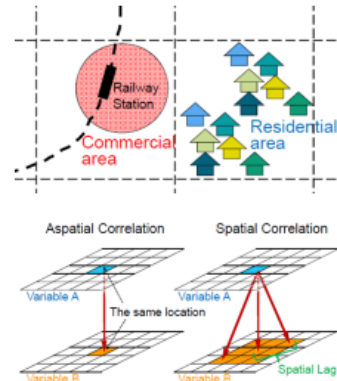 Railway
Station
Commercial
area
Residential
area
Aspatial Correlation
Spatial Correlation
Variable A
Variable A
The same location
Spatial Lag
Variable B
Variable B